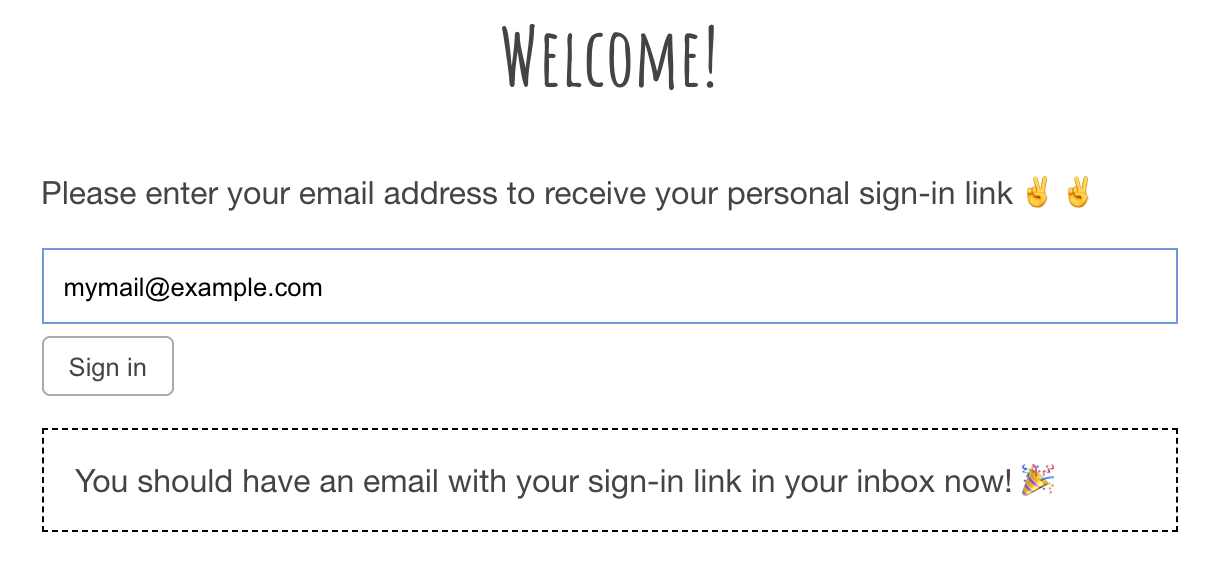 WELCOME!
Please enter your email address to receive your personal sign-in link ✌️ ✌️
mymail@example.com
Sign in
You should have an email with your sign-in link in your inbox now! 🎉